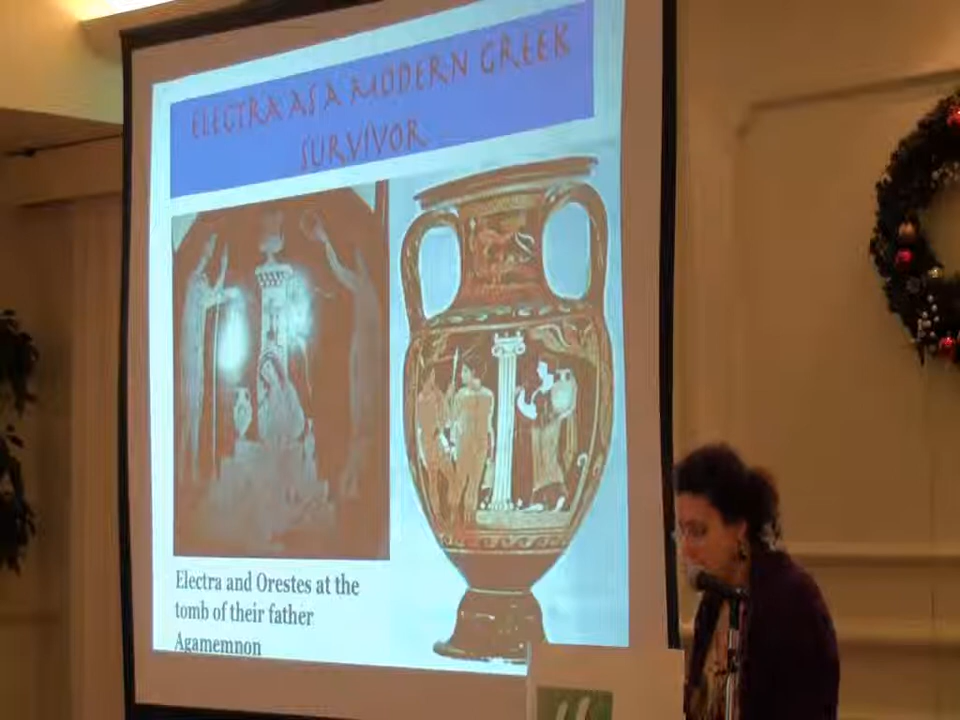 ELECTRA AS A MODERN GREEK
SURVIVOR
Electra and Orestes at the
tomb of their father
Agamemnon